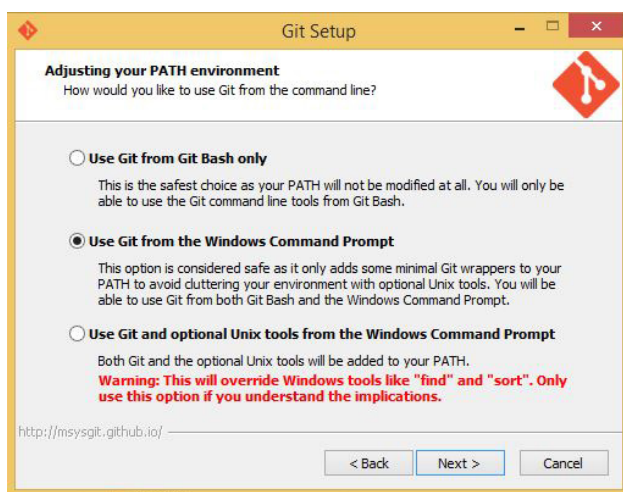 Git Setup
Adjusting your PATH environment
How would you like to use Git from the command line?
Use Git from Git Bash only
This is the safest choice as your PATH will not be modified at all. You will only be
able to use the Git command line tools from Git Bash.
Use Git from the Windows Command Prompt
This option is considered safe as it only adds some minimal Git wrappers to your
PATH to avoid cluttering your environment with optional Unix tools. You will be
able to use Git from both Git Bash and the Windows Command Prompt.
Use Git and optional Unix tools from the Windows Command Prompt
Both Git and the optional Unix tools will be added to your PATH.
Warning: This will override Windows tools like "find" and "sort". Only
use this option if you understand the implications.
http://msysgit.github.io/
< Back Next > Cancel